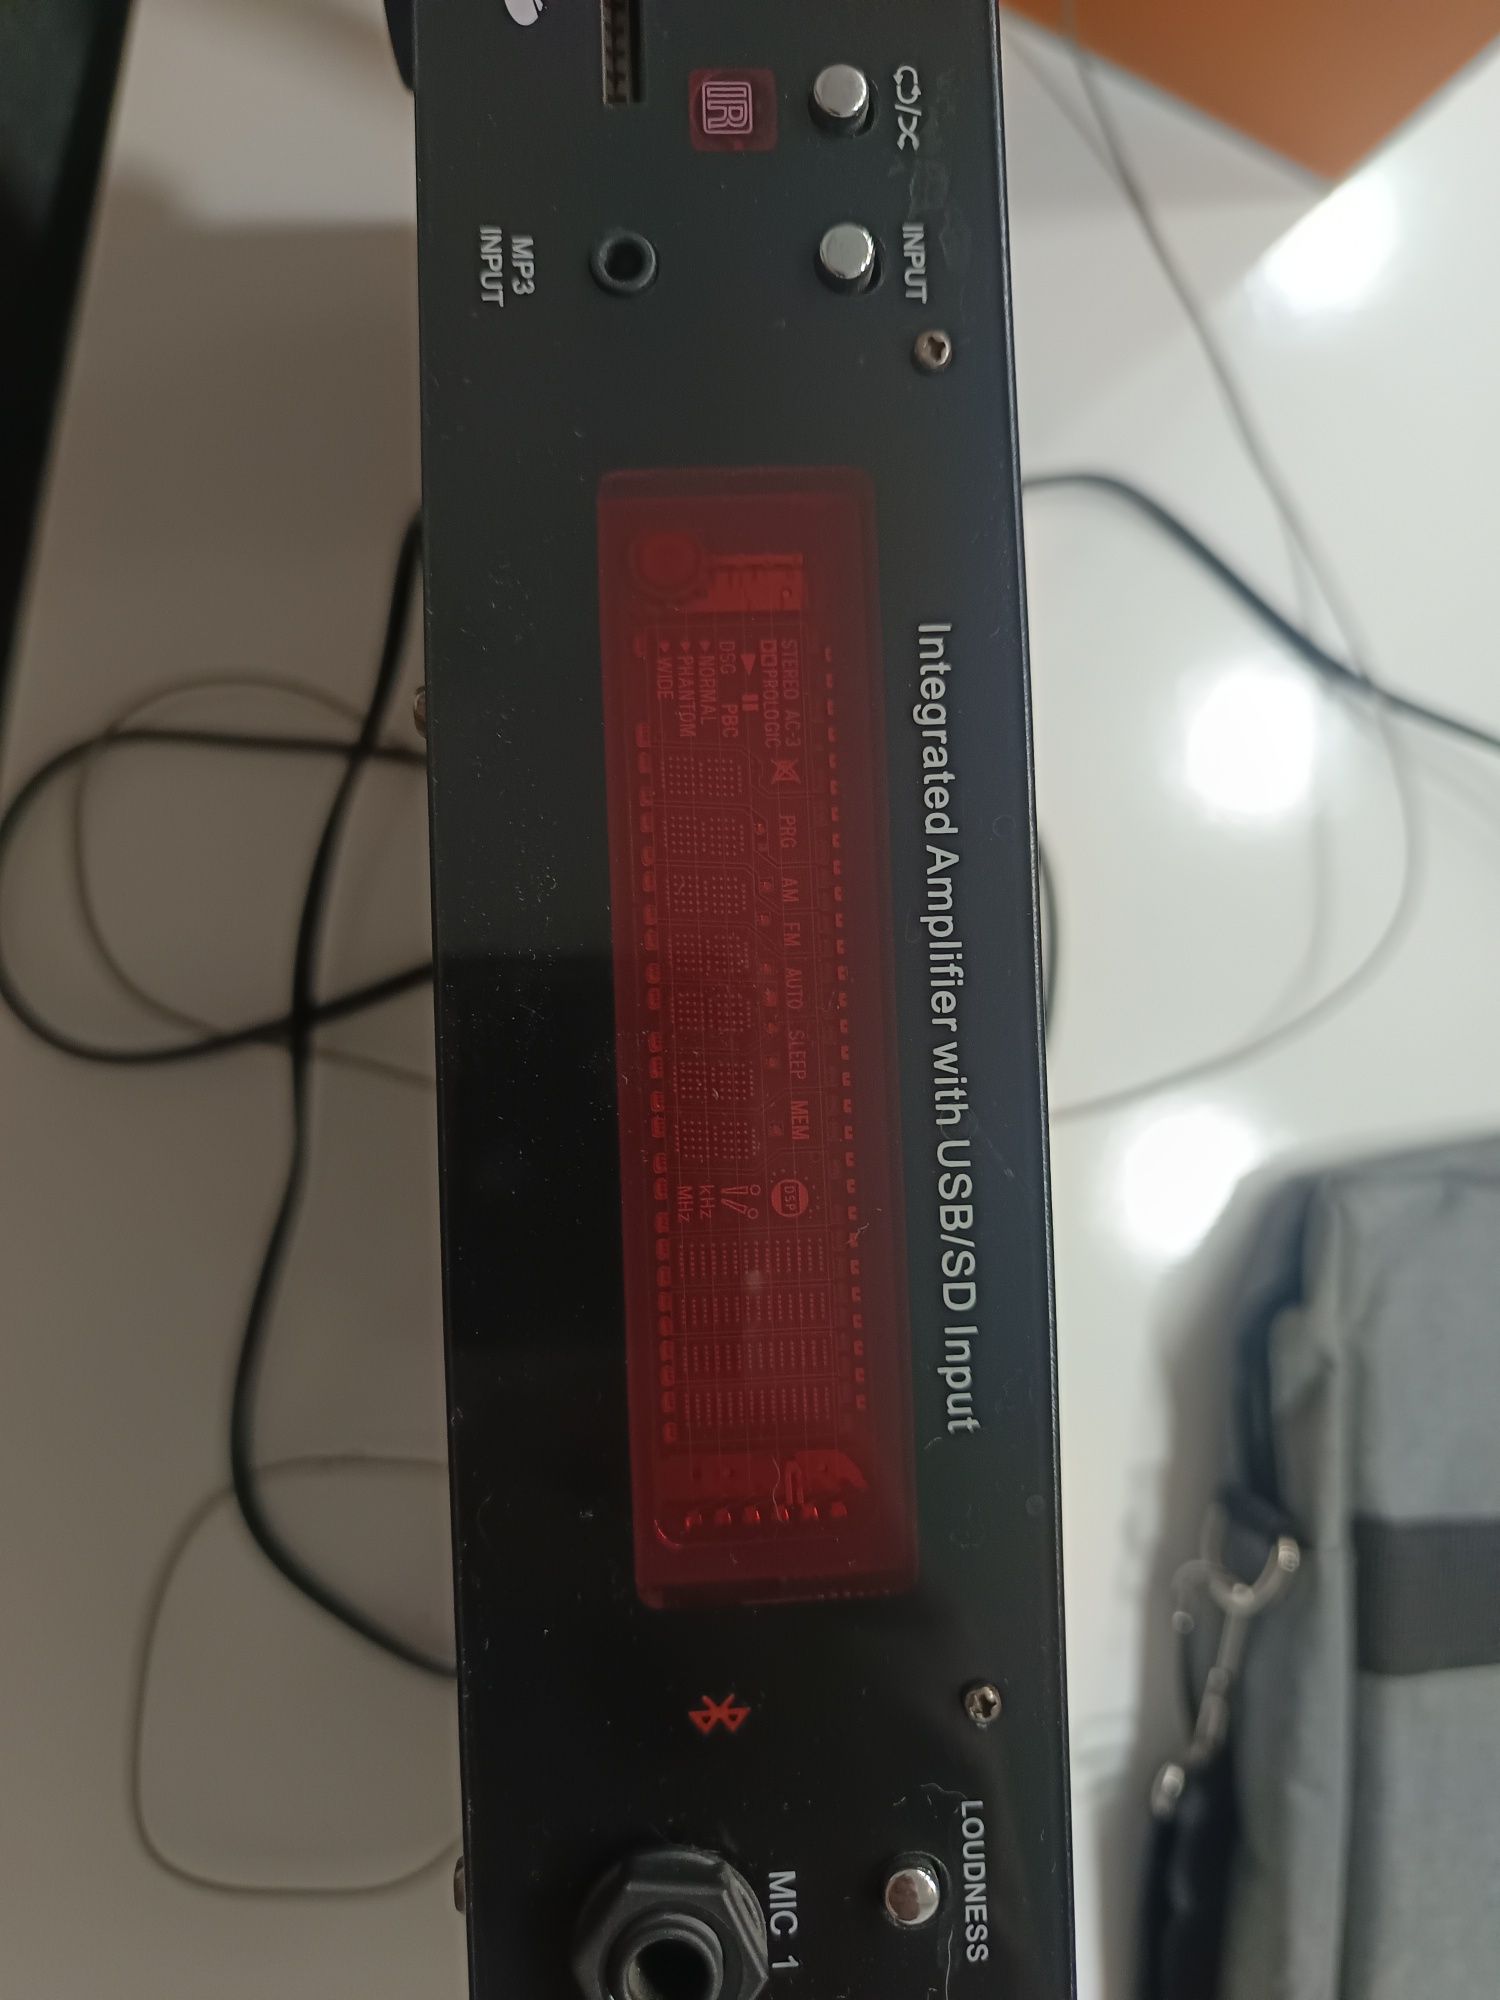 Integrated Amplifier with USB/SD Input
INPUT
IR
MP3
INPUT
STEREO AC-3
PROLOGIC
DSG PBC
NORMAL
PHANTOM
WIDE
PRG AM FM AUTO SLEEP MEM
DSP
kHz
MHz
LOUDNESS
MIC 1